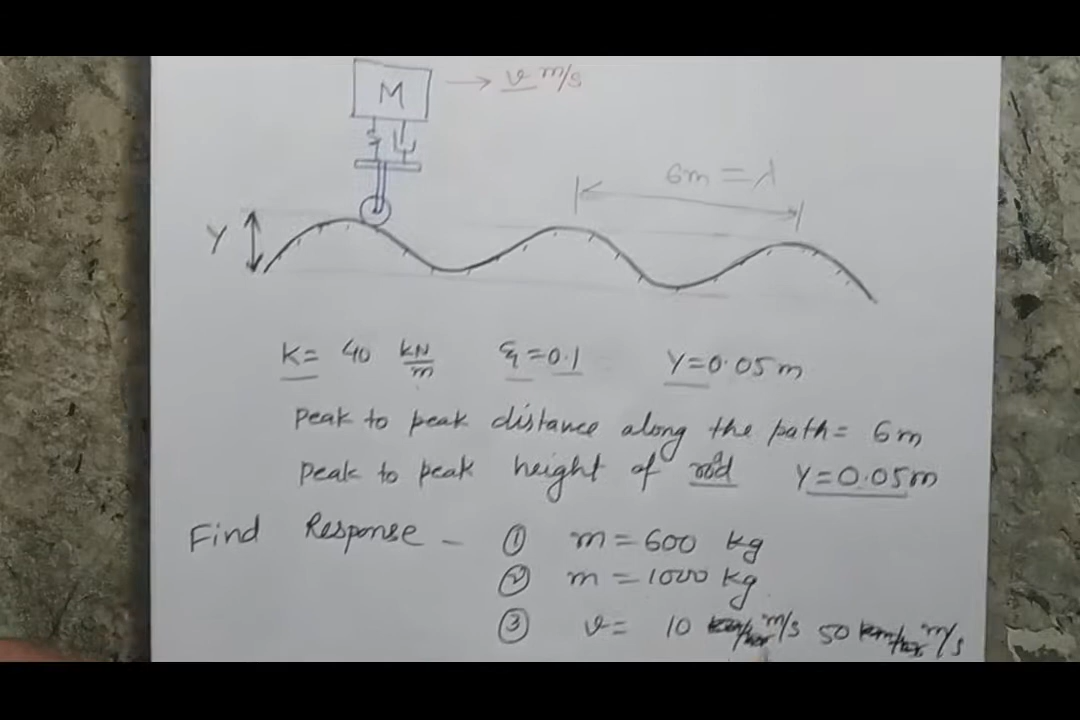 M → v m/s
6m = λ
Y
K = 40 kN/m ξ = 0.1 Y = 0.05 m
peak to peak distance along the path = 6m
peak to peak height of rod Y = 0.05m
Find Response - ① m = 600 kg
② m = 1000 kg
③ v = 10 m/s 50 m/s